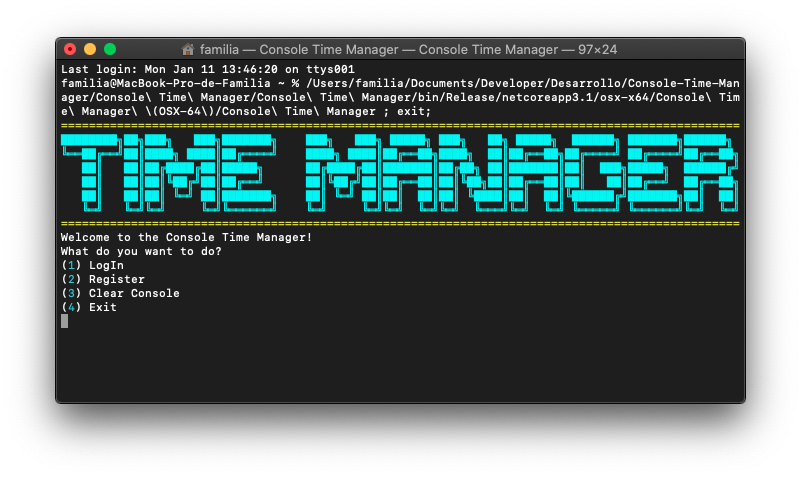 familia — Console Time Manager — Console Time Manager — 97×24
Last login: Mon Jan 11 13:46:20 on ttys001
familia@MacBook-Pro-de-Familia ~ % /Users/familia/Documents/Developer/Desarrollo/Console-Time-Man
ager/Console\ Time\ Manager/Console\ Time\ Manager/bin/Release/netcoreapp3.1/osx-x64/Console\ Tim
e\ Manager\ \(OSX-64\)/Console\ Time\ Manager ; exit;
=================================================================================================
TIME MANAGER
=================================================================================================
Welcome to the Console Time Manager!
What do you want to do?
(1) LogIn
(2) Register
(3) Clear Console
(4) Exit